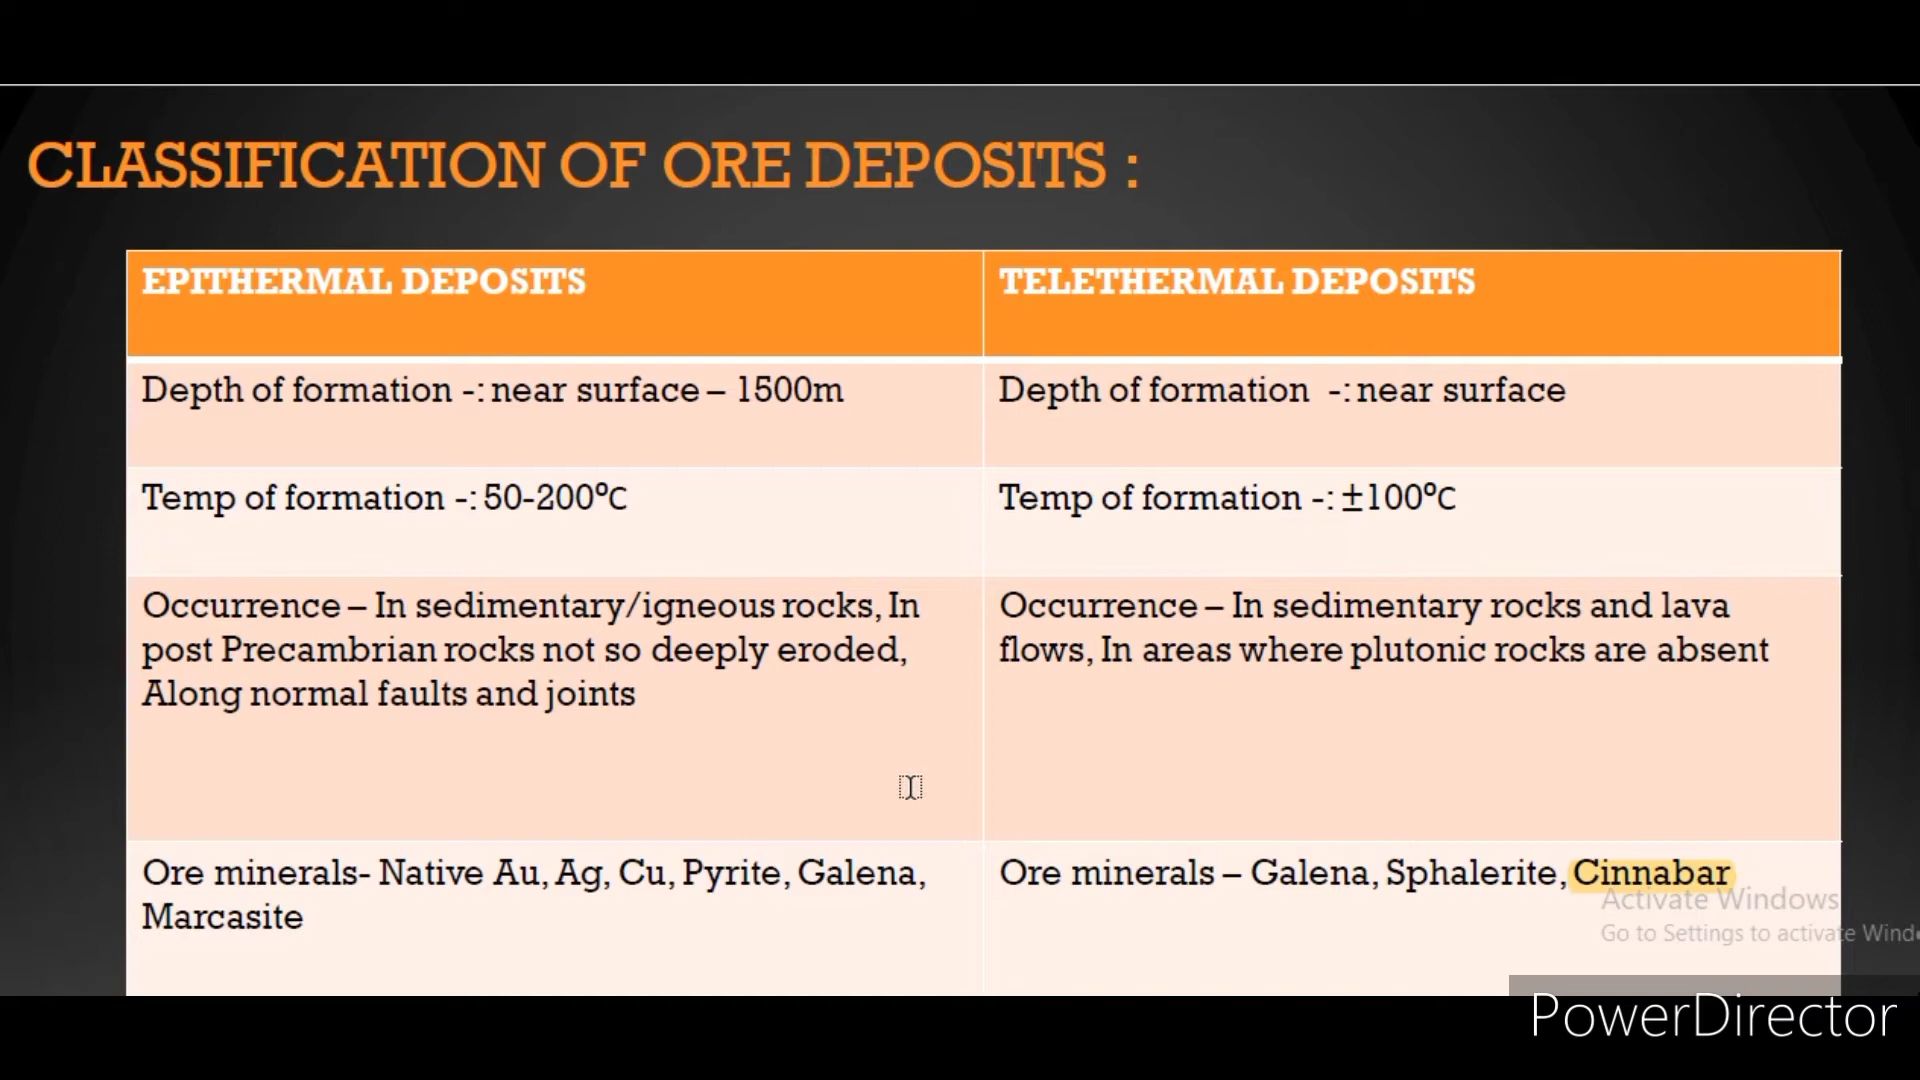 CLASSIFICATION OF ORE DEPOSITS :
EPITHERMAL DEPOSITS
TELETHERMAL DEPOSITS
Depth of formation -: near surface – 1500m
Depth of formation -: near surface
Temp of formation -: 50-200⁰C
Temp of formation -: ±100⁰C
Occurrence – In sedimentary/igneous rocks, In
post Precambrian rocks not so deeply eroded,
Along normal faults and joints
Occurrence – In sedimentary rocks and lava
flows, In areas where plutonic rocks are absent
Ore minerals- Native Au, Ag, Cu, Pyrite, Galena,
Marcasite
Ore minerals – Galena, Sphalerite, Cinnabar
Activate Windows
Go to Settings to activate Wind
PowerDirector